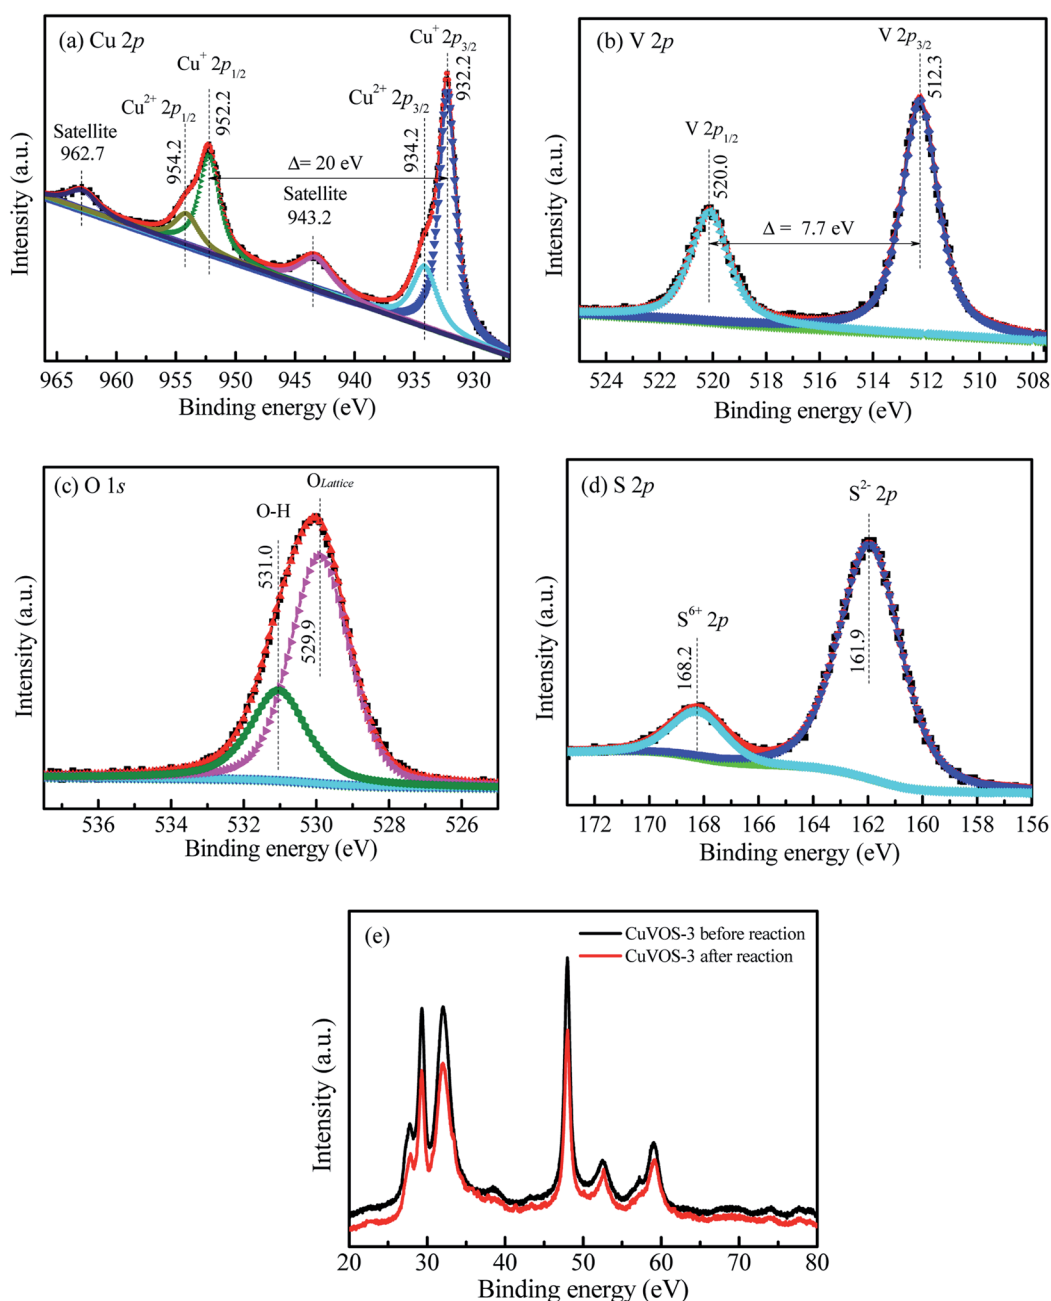 (a) Cu 2p
Cu⁺ 2p₃/₂
932.2
Cu⁺ 2p₁/₂
952.2
Cu²⁺ 2p₁/₂
954.2
Cu²⁺ 2p₃/₂
934.2
Satellite
962.7
Δ= 20 eV
Satellite
943.2
Intensity (a.u.)
965 960 955 950 945 940 935 930
Binding energy (eV)
(b) V 2p
V 2p₃/₂
512.3
V 2p₁/₂
520.0
Δ = 7.7 eV
Intensity (a.u.)
524 522 520 518 516 514 512 510 508
Binding energy (eV)
(c) O 1s
O Lattice
O-H
531.0
529.9
Intensity (a.u.)
536 534 532 530 528 526
Binding energy (eV)
(d) S 2p
S²⁻ 2p
161.9
S⁶⁺ 2p
168.2
Intensity (a.u.)
172 170 168 166 164 162 160 158 156
Binding energy (eV)
(e)
CuVOS-3 before reaction
CuVOS-3 after reaction
Intensity (a.u.)
20 30 40 50 60 70 80
Binding energy (eV)